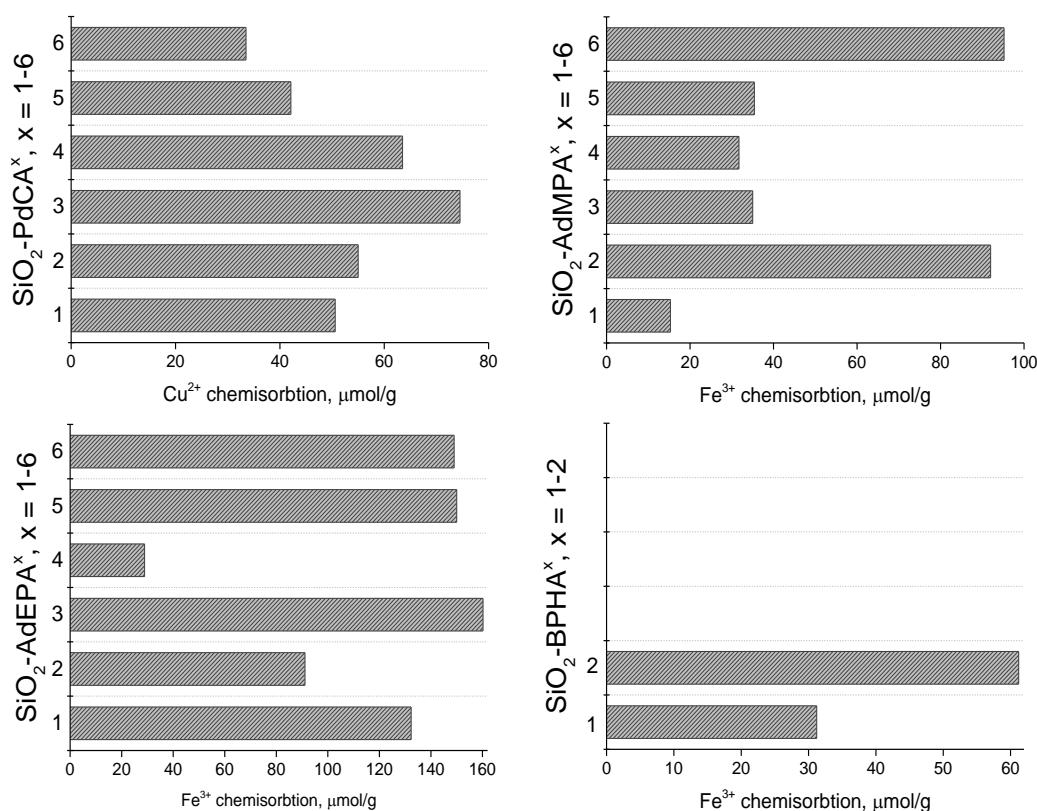 SiO₂-PdCAˣ, x = 1-6
6
5
4
3
2
1
0 20 40 60 80
Cu²⁺ chemisorbtion, μmol/g
SiO₂-AdMPAˣ, x = 1-6
6
5
4
3
2
1
0 20 40 60 80 100
Fe³⁺ chemisorbtion, μmol/g
SiO₂-AdEPAˣ, x = 1-6
6
5
4
3
2
1
0 20 40 60 80 100 120 140 160
Fe³⁺ chemisorbtion, μmol/g
SiO₂-BPHAˣ, x = 1-2
2
1
0 10 20 30 40 50 60
Fe³⁺ chemisorbtion, μmol/g